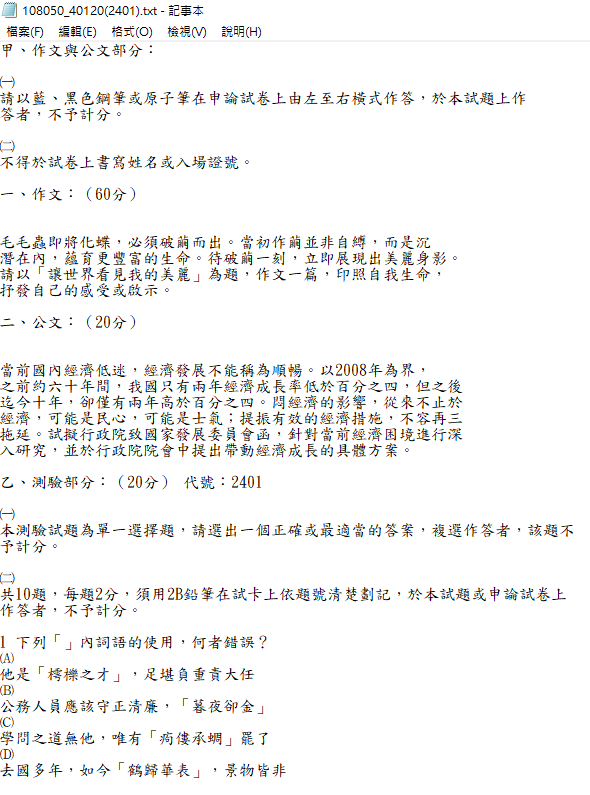 108050_40120(2401).txt - 記事本
檔案(F) 編輯(E) 格式(O) 檢視(V) 說明(H)
甲、作文與公文部分：
㈠
請以藍、黑色鋼筆或原子筆在申論試卷上由左至右橫式作答，於本試題上作
答者，不予計分。
㈡
不得於試卷上書寫姓名或入場證號。
一、作文：（60分）
毛毛蟲即將化蝶，必須破繭而出。當初作繭並非自縛，而是沉
潛在內，蘊育更豐富的生命。待破繭一刻，立即展現出美麗身影。
請以「讓世界看見我的美麗」為題，作文一篇，印照自我生命，
抒發自己的感受或啟示。
二、公文：（20分）
當前國內經濟低迷，經濟發展不能稱為順暢。以2008年為界，
之前約六十年間，我國只有兩年經濟成長率低於百分之四，但之後
迄今十年，卻僅有兩年高於百分之四。悶經濟的影響，從來不止於
經濟，可能是民心，可能是士氣；提振有效的經濟措施，不容再三
拖延。試擬行政院致國家發展委員會函，針對當前經濟困境進行深
入研究，並於行政院院會中提出帶動經濟成長的具體方案。
乙、測驗部分：（20分） 代號：2401
㈠
本測驗試題為單一選擇題，請選出一個正確或最適當的答案，複選作答者，該題不
予計分。
㈡
共10題，每題2分，須用2B鉛筆在試卡上依題號清楚劃記，於本試題或申論試卷上
作答者，不予計分。
1 下列「」內詞語的使用，何者錯誤？
(A)
他是「樗櫟之才」，足堪負重責大任
(B)
公務人員應該守正清廉，「暮夜卻金」
(C)
學問之道無他，唯有「痀僂承蜩」罷了
(D)
去國多年，如今「鶴歸華表」，景物皆非